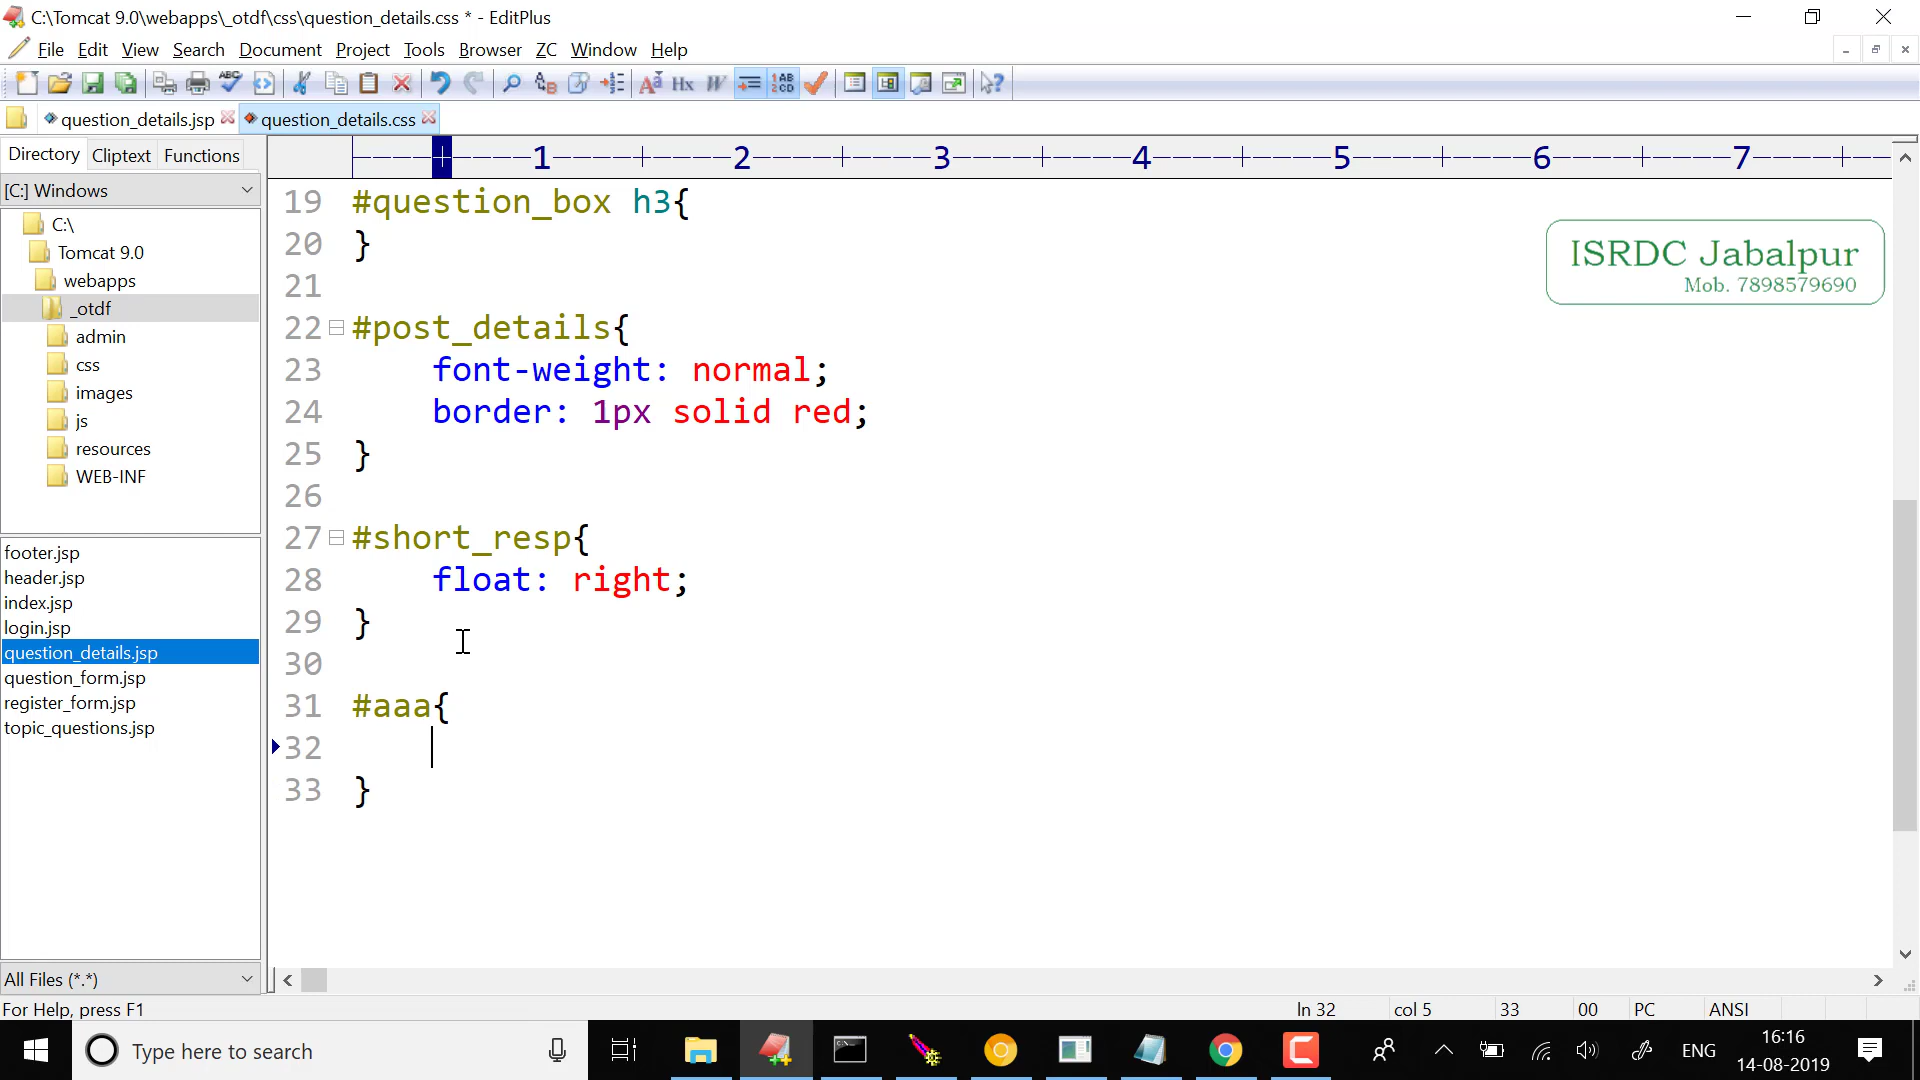 C:\Tomcat 9.0\webapps\_otdf\css\question_details.css * - EditPlus
File Edit View Search Document Project Tools Browser ZC Window Help
question_details.jsp question_details.css
Directory Cliptext Functions
1 2 3 4 5 6 7
[C:] Windows
C:\
Tomcat 9.0
webapps
_otdf
admin
css
images
js
resources
WEB-INF
footer.jsp
header.jsp
index.jsp
login.jsp
question_details.jsp
question_form.jsp
register_form.jsp
topic_questions.jsp
All Files (*.*)
19 #question_box h3{
20 }
21
22 #post_details{
23 font-weight: normal;
24 border: 1px solid red;
25 }
26
27 #short_resp{
28 float: right;
29 }
30
31 #aaa{
32
33 }
ISRDC Jabalpur
Mob. 7898579690
For Help, press F1
ln 32 col 5 33 00 PC ANSI
Type here to search
ENG
16:16
14-08-2019